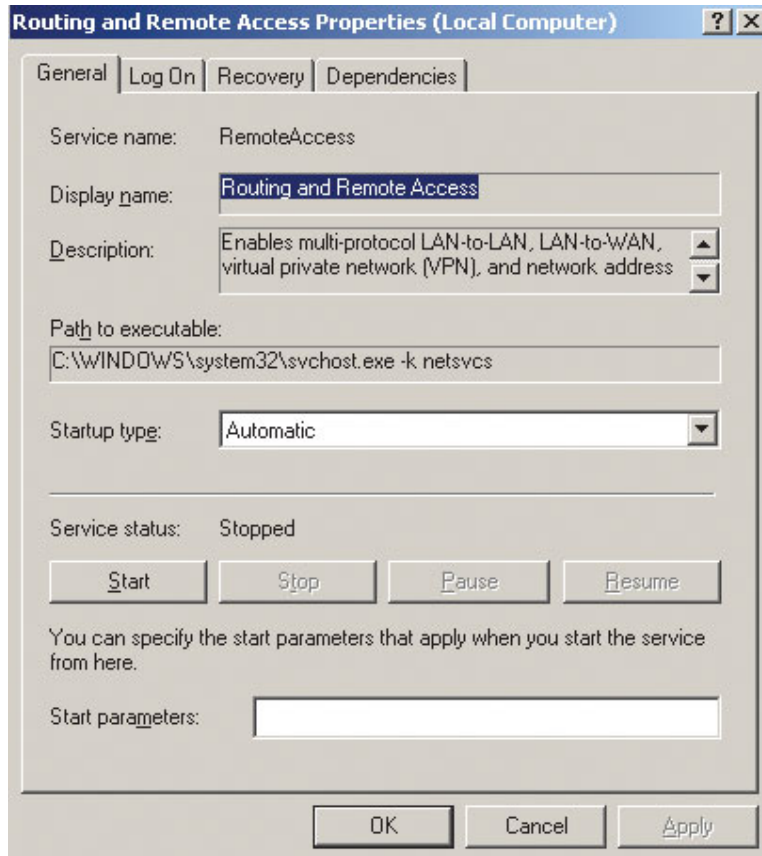 Routing and Remote Access Properties (Local Computer)
General Log On Recovery Dependencies
Service name: RemoteAccess
Display name: Routing and Remote Access
Description: Enables multi-protocol LAN-to-LAN, LAN-to-WAN,
virtual private network (VPN), and network address
Path to executable:
C:\WINDOWS\system32\svchost.exe -k netsvcs
Startup type: Automatic
Service status: Stopped
Start Stop Pause Resume
You can specify the start parameters that apply when you start the service
from here.
Start parameters:
OK Cancel Apply